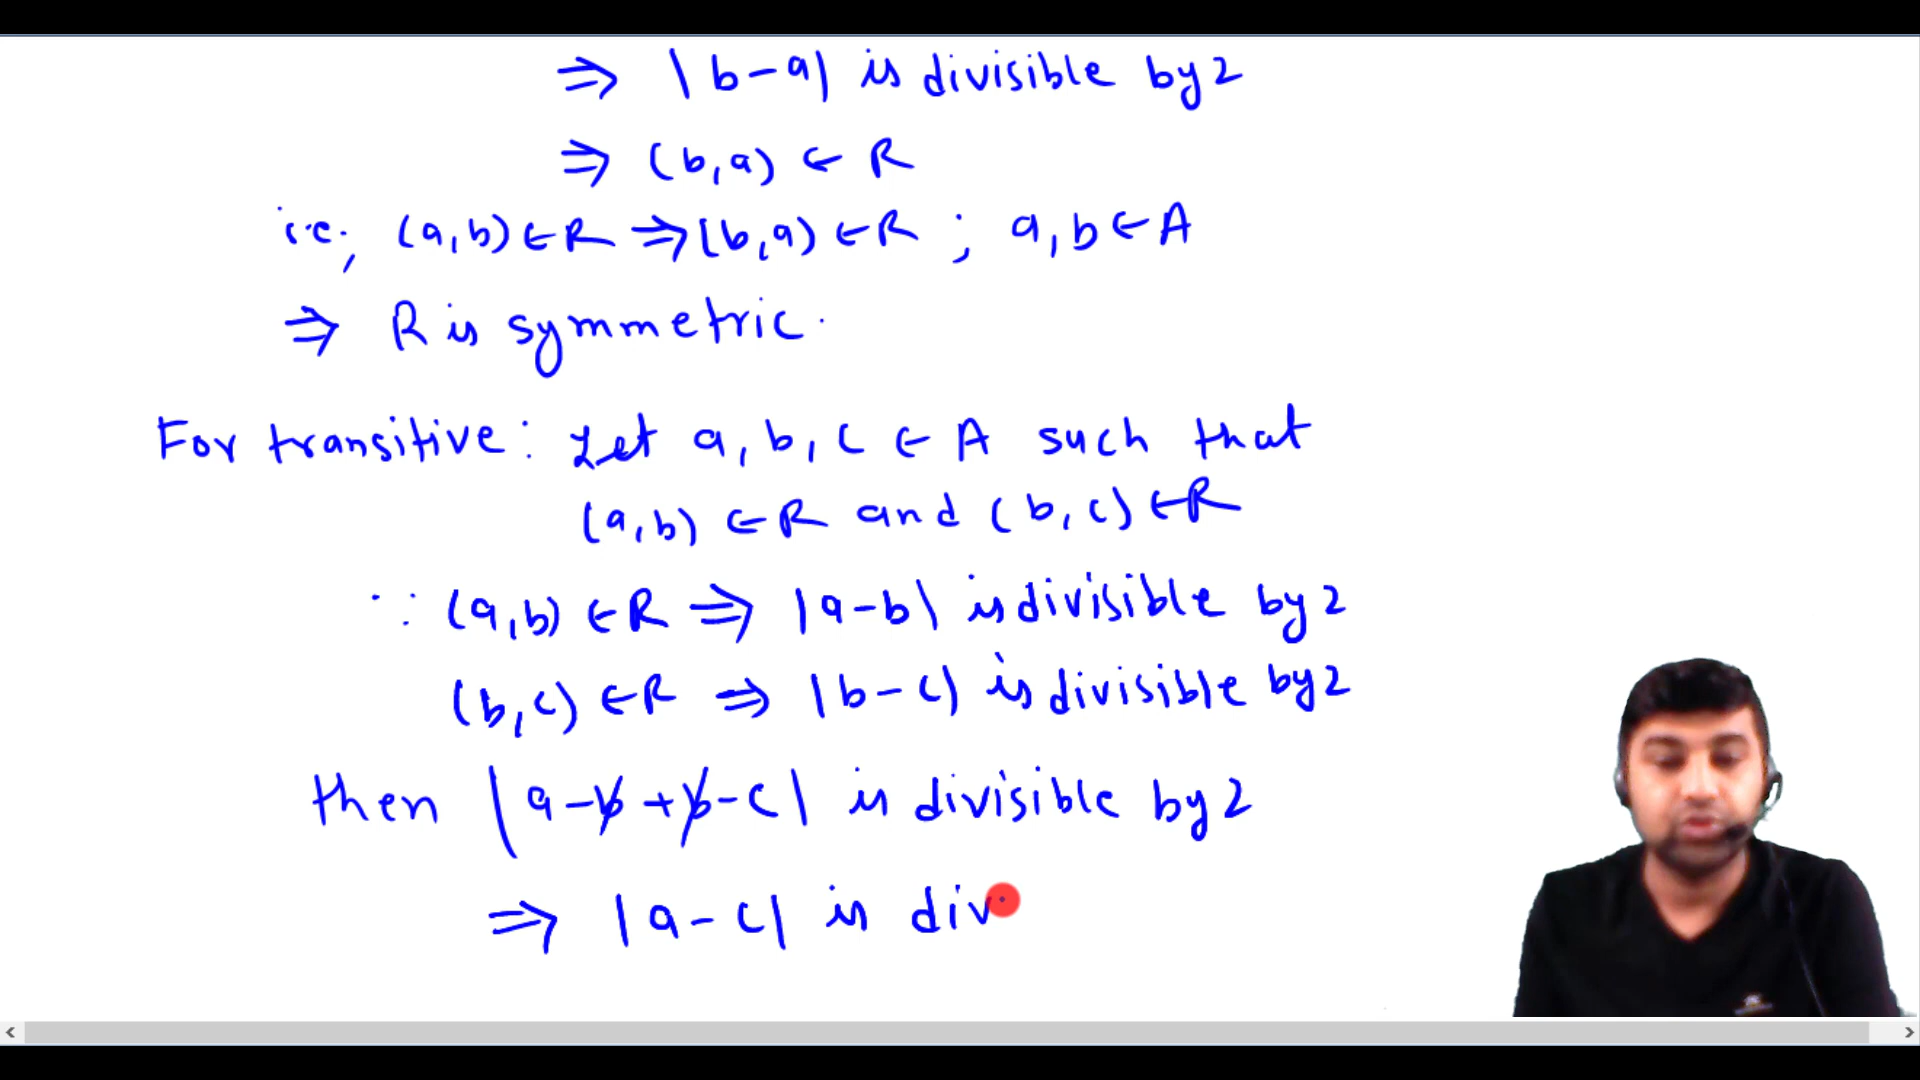 ⇒ |b-a| is divisible by 2
⇒ (b,a) ∈ R
i.e., (a,b) ∈ R ⇒ (b,a) ∈ R ; a,b ∈ A
⇒ R is symmetric.
For transitive: Let a,b,c ∈ A such that
(a,b) ∈ R and (b,c) ∈ R
∵ (a,b) ∈ R ⇒ |a-b| is divisible by 2
(b,c) ∈ R ⇒ |b-c| is divisible by 2
then |a-b+b-c| is divisible by 2
⇒ |a-c| is div